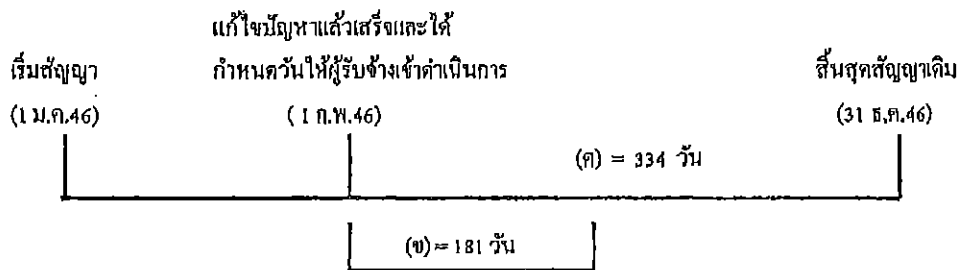 แก้ไขปัญหาแล้วเสร็จและได้
เริ่มสัญญา
กำหนดวันให้ผู้รับจ้างเข้าดำเนินการ
สิ้นสุดสัญญาเดิม
(1 ม.ค.46)
( 1 ก.พ.46)
(31 ธ.ค.46)
(ค) = 334 วัน
(ข) = 181 วัน